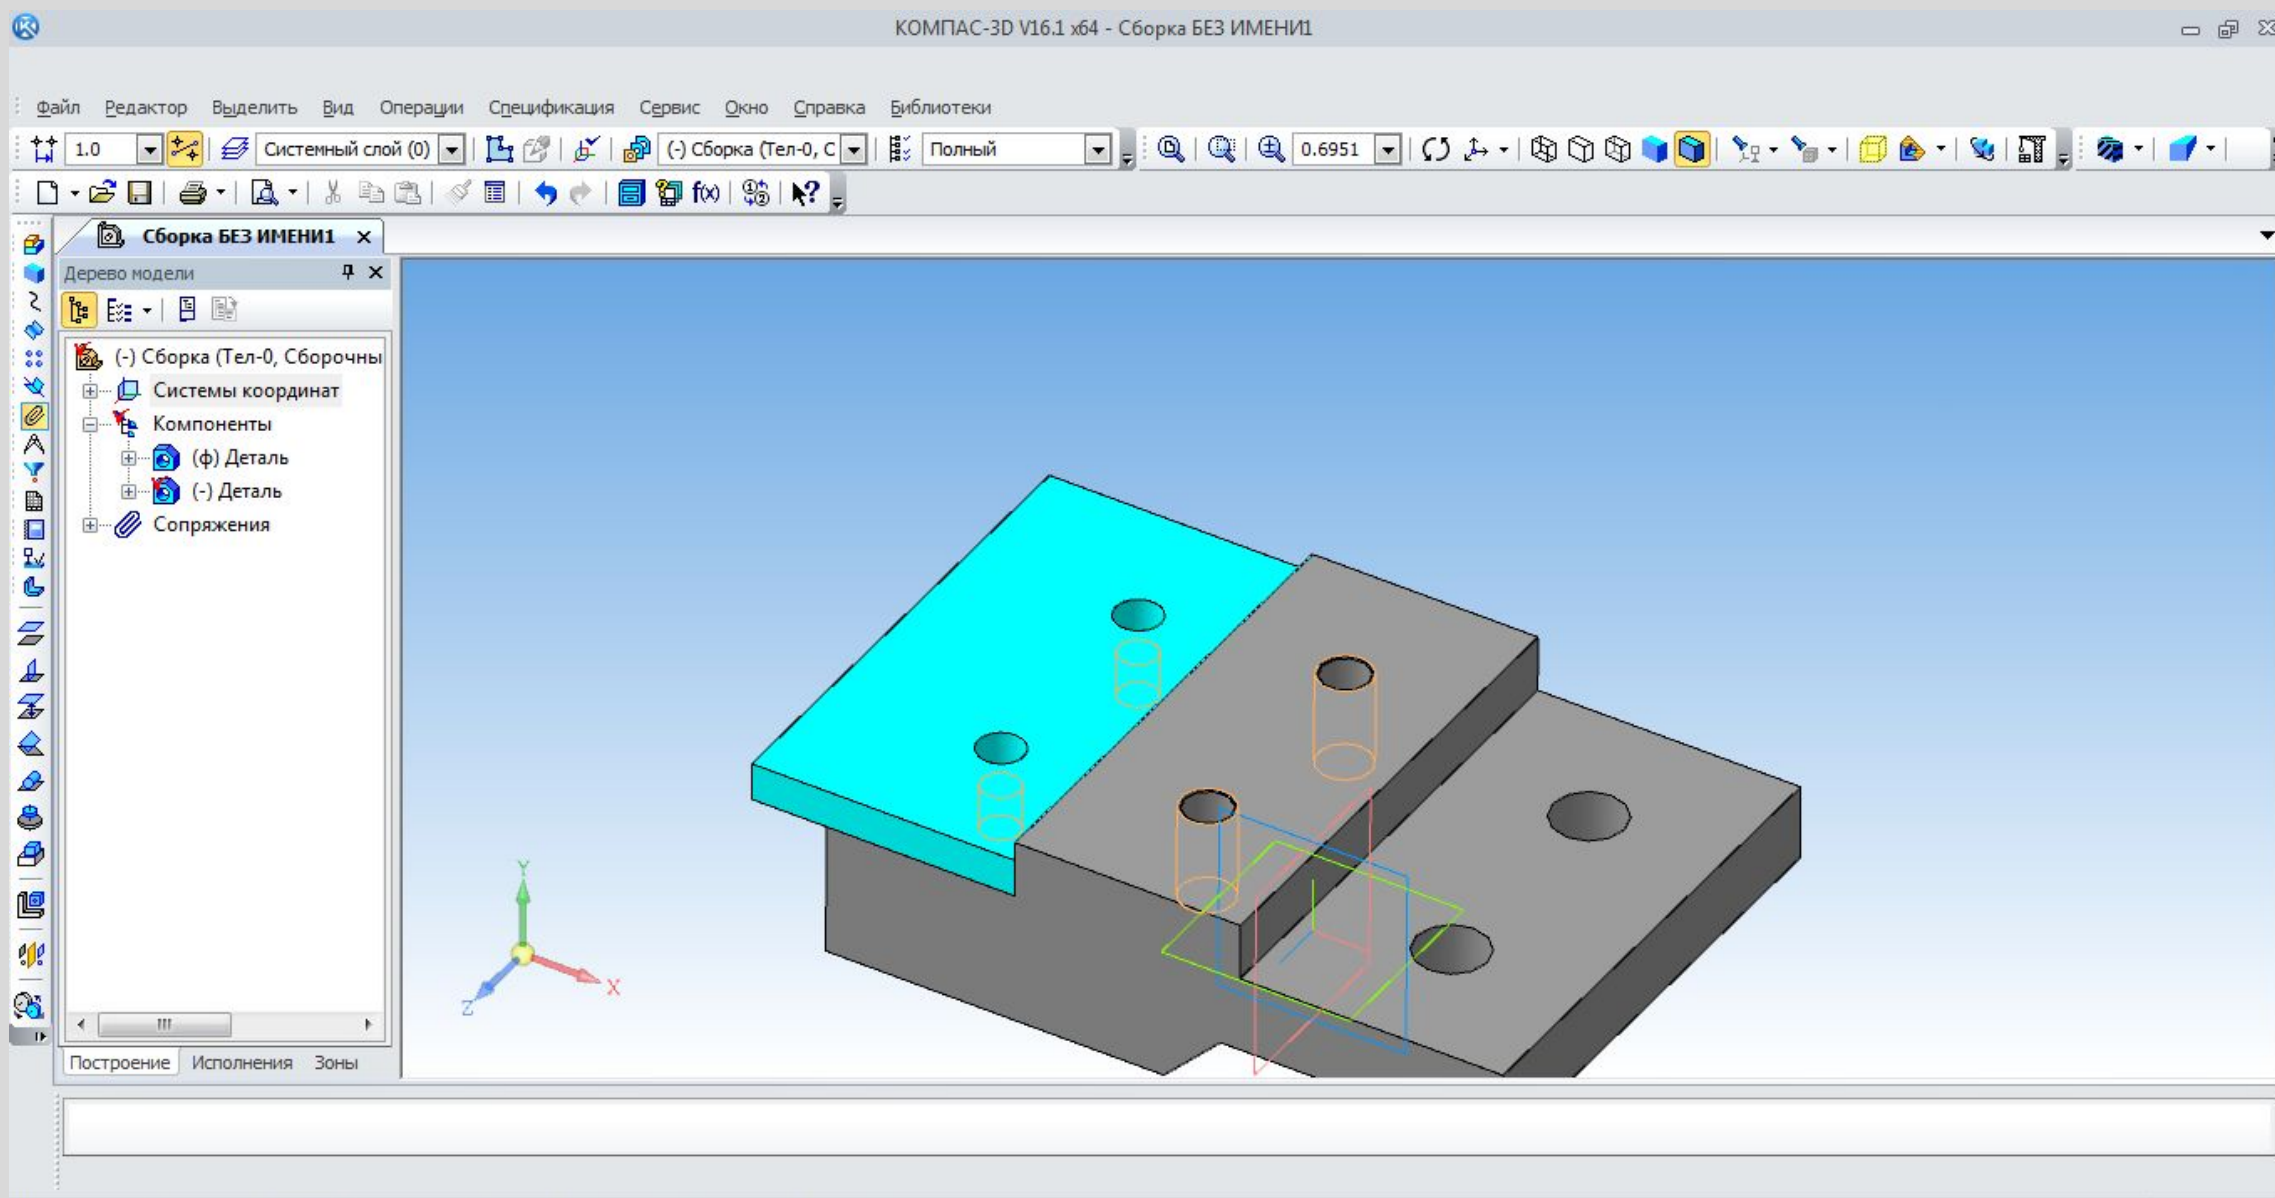 КОМПАС-3D V16.1 x64 - Сборка БЕЗ ИМЕНИ1
Файл Редактор Выделить Вид Операции Спецификация Сервис Окно Справка Библиотеки
1.0 Системный слой (0) (-) Сборка (Тел-0, С Полный 0.6951
f(x)
Сборка БЕЗ ИМЕНИ1
Дерево модели
(-) Сборка (Тел-0, Сборочны
Системы координат
Компоненты
(ф) Деталь
(-) Деталь
Сопряжения
Y
X
Z
Построение Исполнения Зоны